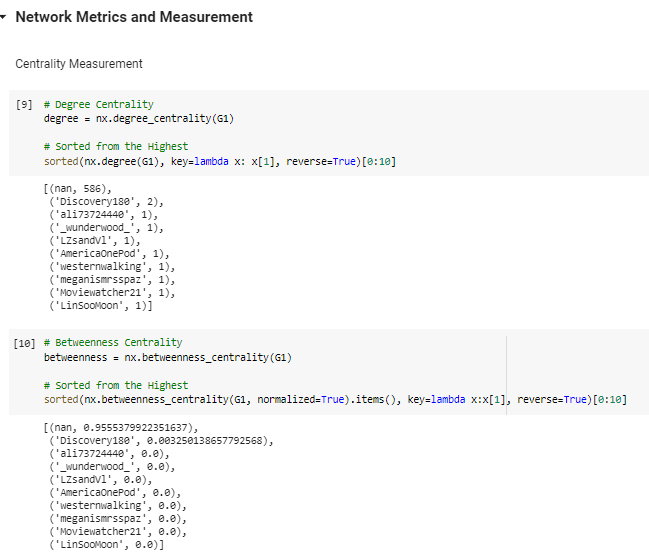 Network Metrics and Measurement
Centrality Measurement
[9] # Degree Centrality
degree = nx.degree_centrality(G1)
# Sorted from the Highest
sorted(nx.degree(G1), key=lambda x: x[1], reverse=True)[0:10]
[(nan, 586),
('Discovery180', 2),
('ali73724440', 1),
('_wunderwood_', 1),
('LZsandVl', 1),
('AmericaOnePod', 1),
('westernwalking', 1),
('meganismrsspaz', 1),
('Moviewatcher21', 1),
('LinSooMoon', 1)]
[10] # Betweenness Centrality
betweenness = nx.betweenness_centrality(G1)
# Sorted from the Highest
sorted(nx.betweenness_centrality(G1, normalized=True).items(), key=lambda x:x[1], reverse=True)[0:10]
[(nan, 0.9555379922351637),
('Discovery180', 0.003250138657792568),
('ali73724440', 0.0),
('_wunderwood_', 0.0),
('LZsandVl', 0.0),
('AmericaOnePod', 0.0),
('westernwalking', 0.0),
('meganismrsspaz', 0.0),
('Moviewatcher21', 0.0),
('LinSooMoon', 0.0)]